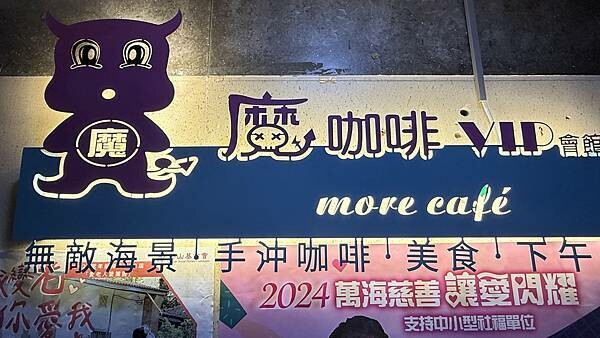 魔咖啡 VIP 會館
魔
more café
無敵海景，手沖咖啡，美食，下午
2024 萬海慈善 讓愛閃耀
支持中小型社福單位
變老
你愛我